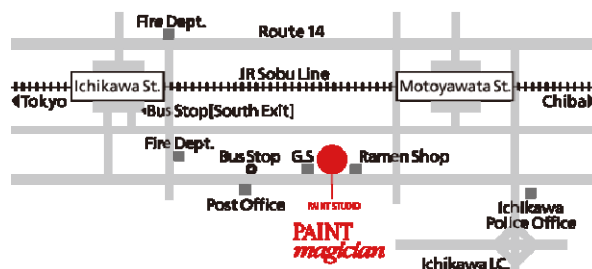 Fire Dept.
Route 14
JR Sobu Line
Ichikawa St.
Motoyawata St.
Tokyo
Chiba
Bus Stop[South Exit]
Fire Dept.
Bus Stop
G.S
Ramen Shop
Post Office
PAINT STUDIO
PAINT
magician
Ichikawa
Police Office
Ichikawa I.C.